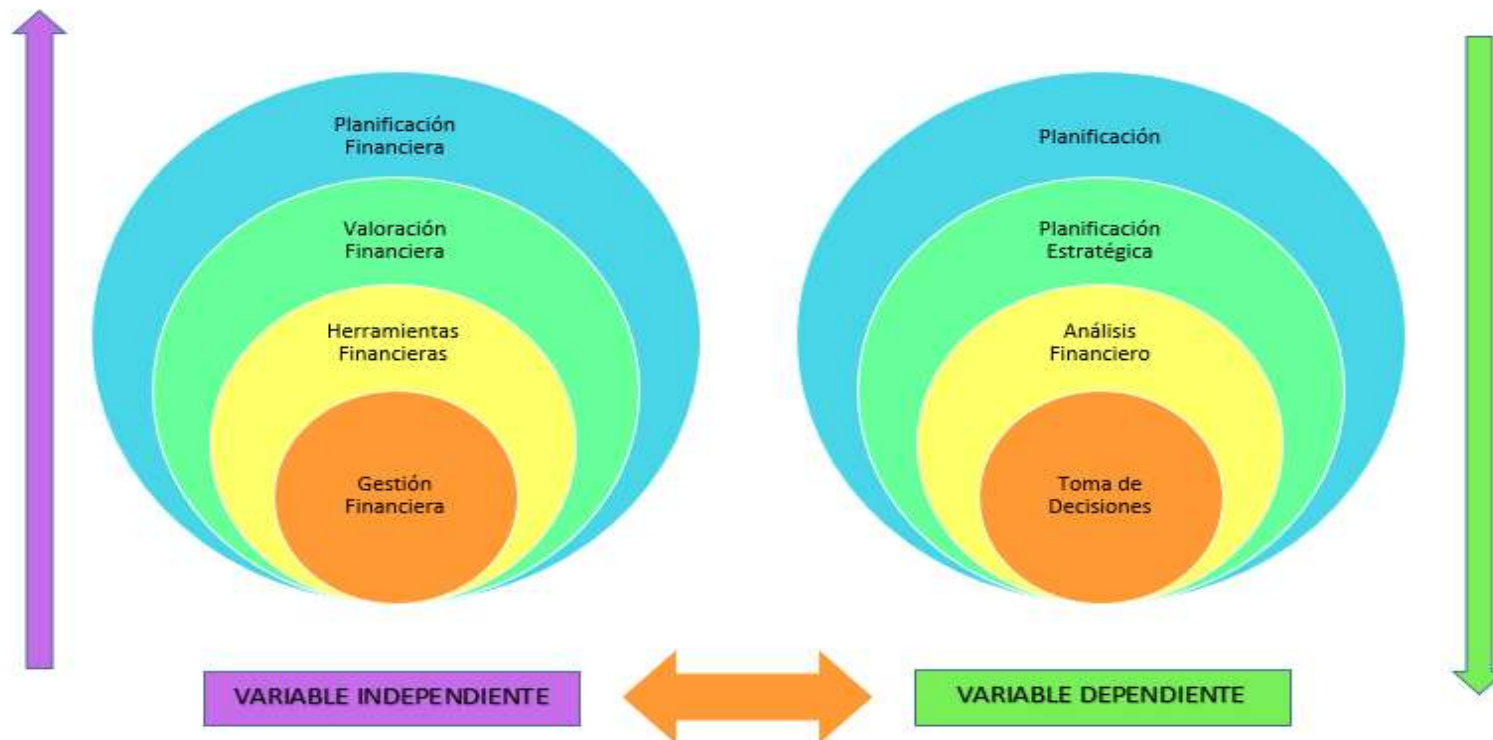 Planificación
Financiera
Valoración
Financiera
Herramientas
Financieras
Gestión
Financiera
Planificación
Planificación
Estratégica
Análisis
Financiero
Toma de
Decisiones
VARIABLE INDEPENDIENTE
VARIABLE DEPENDIENTE